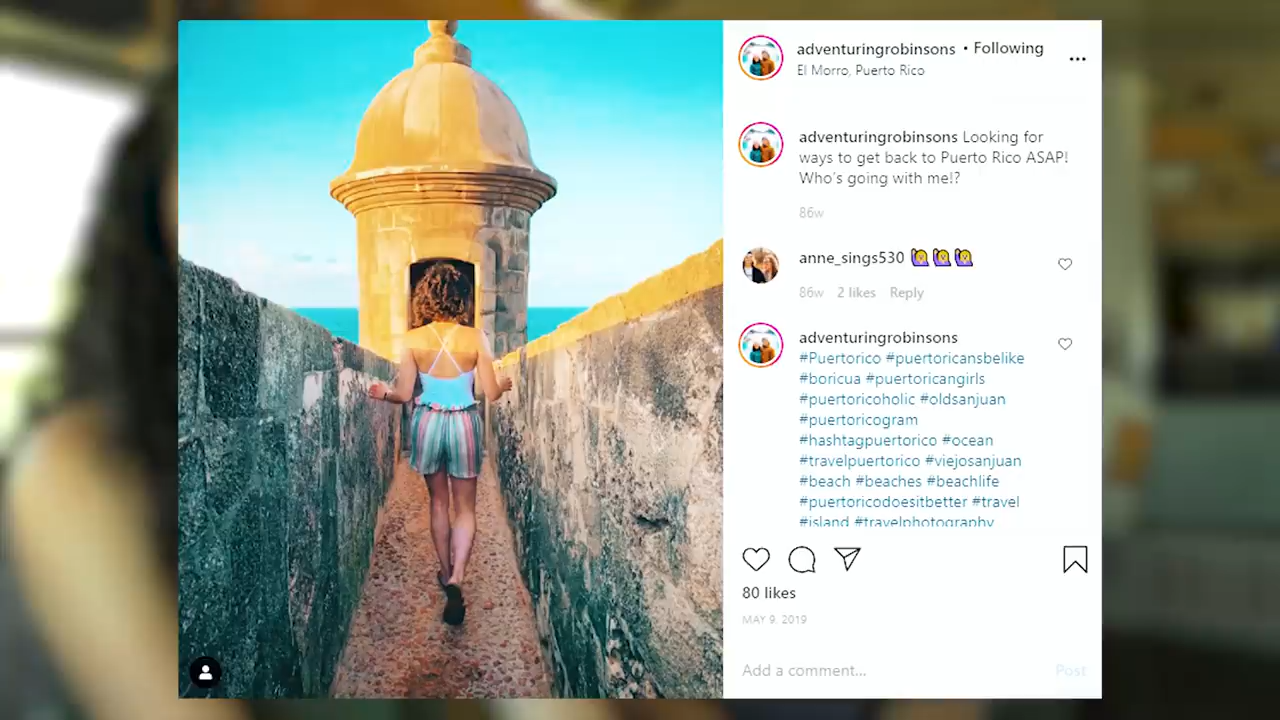 adventuringrobinsons • Following
El Morro, Puerto Rico
adventuringrobinsons Looking for
ways to get back to Puerto Rico ASAP!
Who's going with me!?
86w
anne_sings530 🙋🙋🙋
86w 2 likes Reply
adventuringrobinsons
#Puertorico #puertoricansbelike
#boricua #puertoricangirls
#puertoricoholic #oldsanjuan
#puertoricogram
#hashtagpuertorico #ocean
#travelpuertorico #viejosanjuan
#beach #beaches #beachlife
#puertoricodoesitbetter #travel
#island #travelphotography
80 likes
MAY 9, 2019
Add a comment... Post